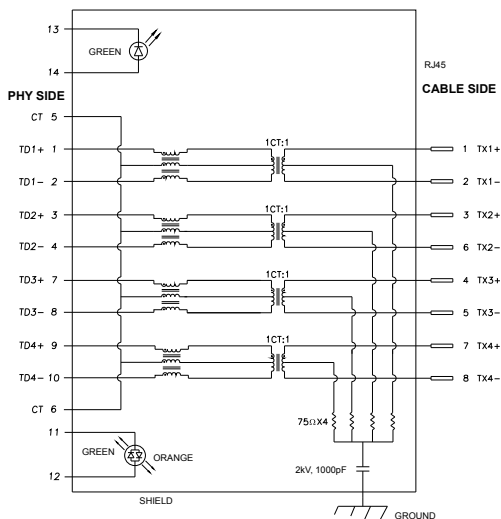 13
GREEN
14
RJ45
PHY SIDE
CABLE SIDE
CT 5
1CT:1
TD1+ 1
1 TX1+
TD1- 2
2 TX1-
1CT:1
TD2+ 3
3 TX2+
TD2- 4
6 TX2-
1CT:1
TD3+ 7
4 TX3+
TD3- 8
5 TX3-
1CT:1
TD4+ 9
7 TX4+
TD4- 10
8 TX4-
CT 6
75ΩX4
11
GREEN
ORANGE
12
2kV, 1000pF
SHIELD
GROUND